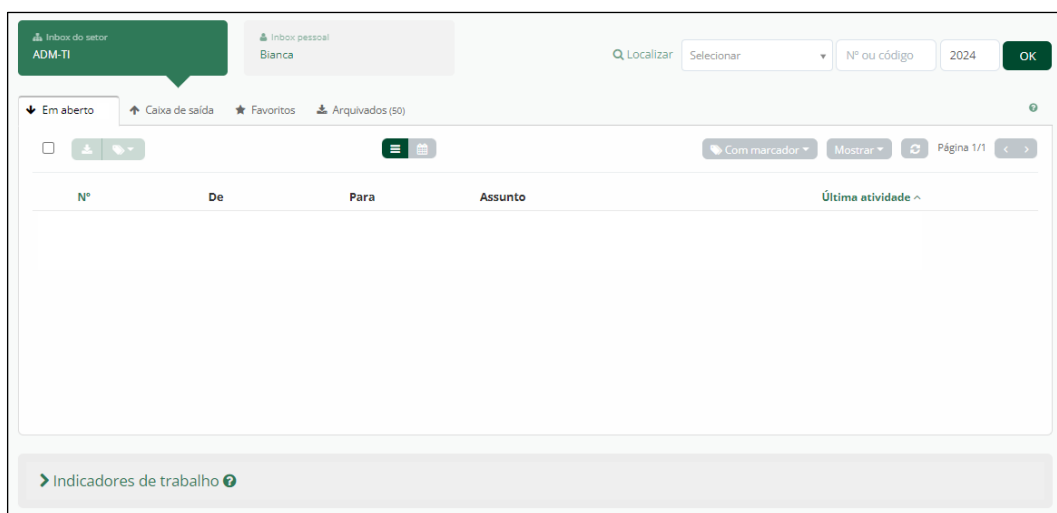 Inbox do setor
ADM-TI
Inbox pessoal
Bianca
Localizar Selecionar Nº ou código 2024 OK
Em aberto Caixa de saída Favoritos Arquivados (50)
Com marcador Mostrar Página 1/1
Nº De Para Assunto Última atividade
Indicadores de trabalho